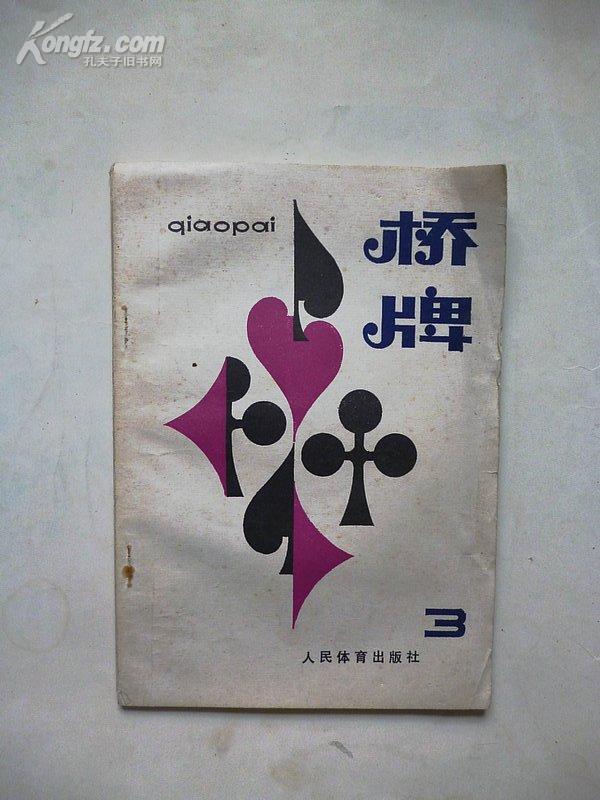 Kongfz.com
孔夫子旧书网
qiaopai
桥
牌
3
人民体育出版社